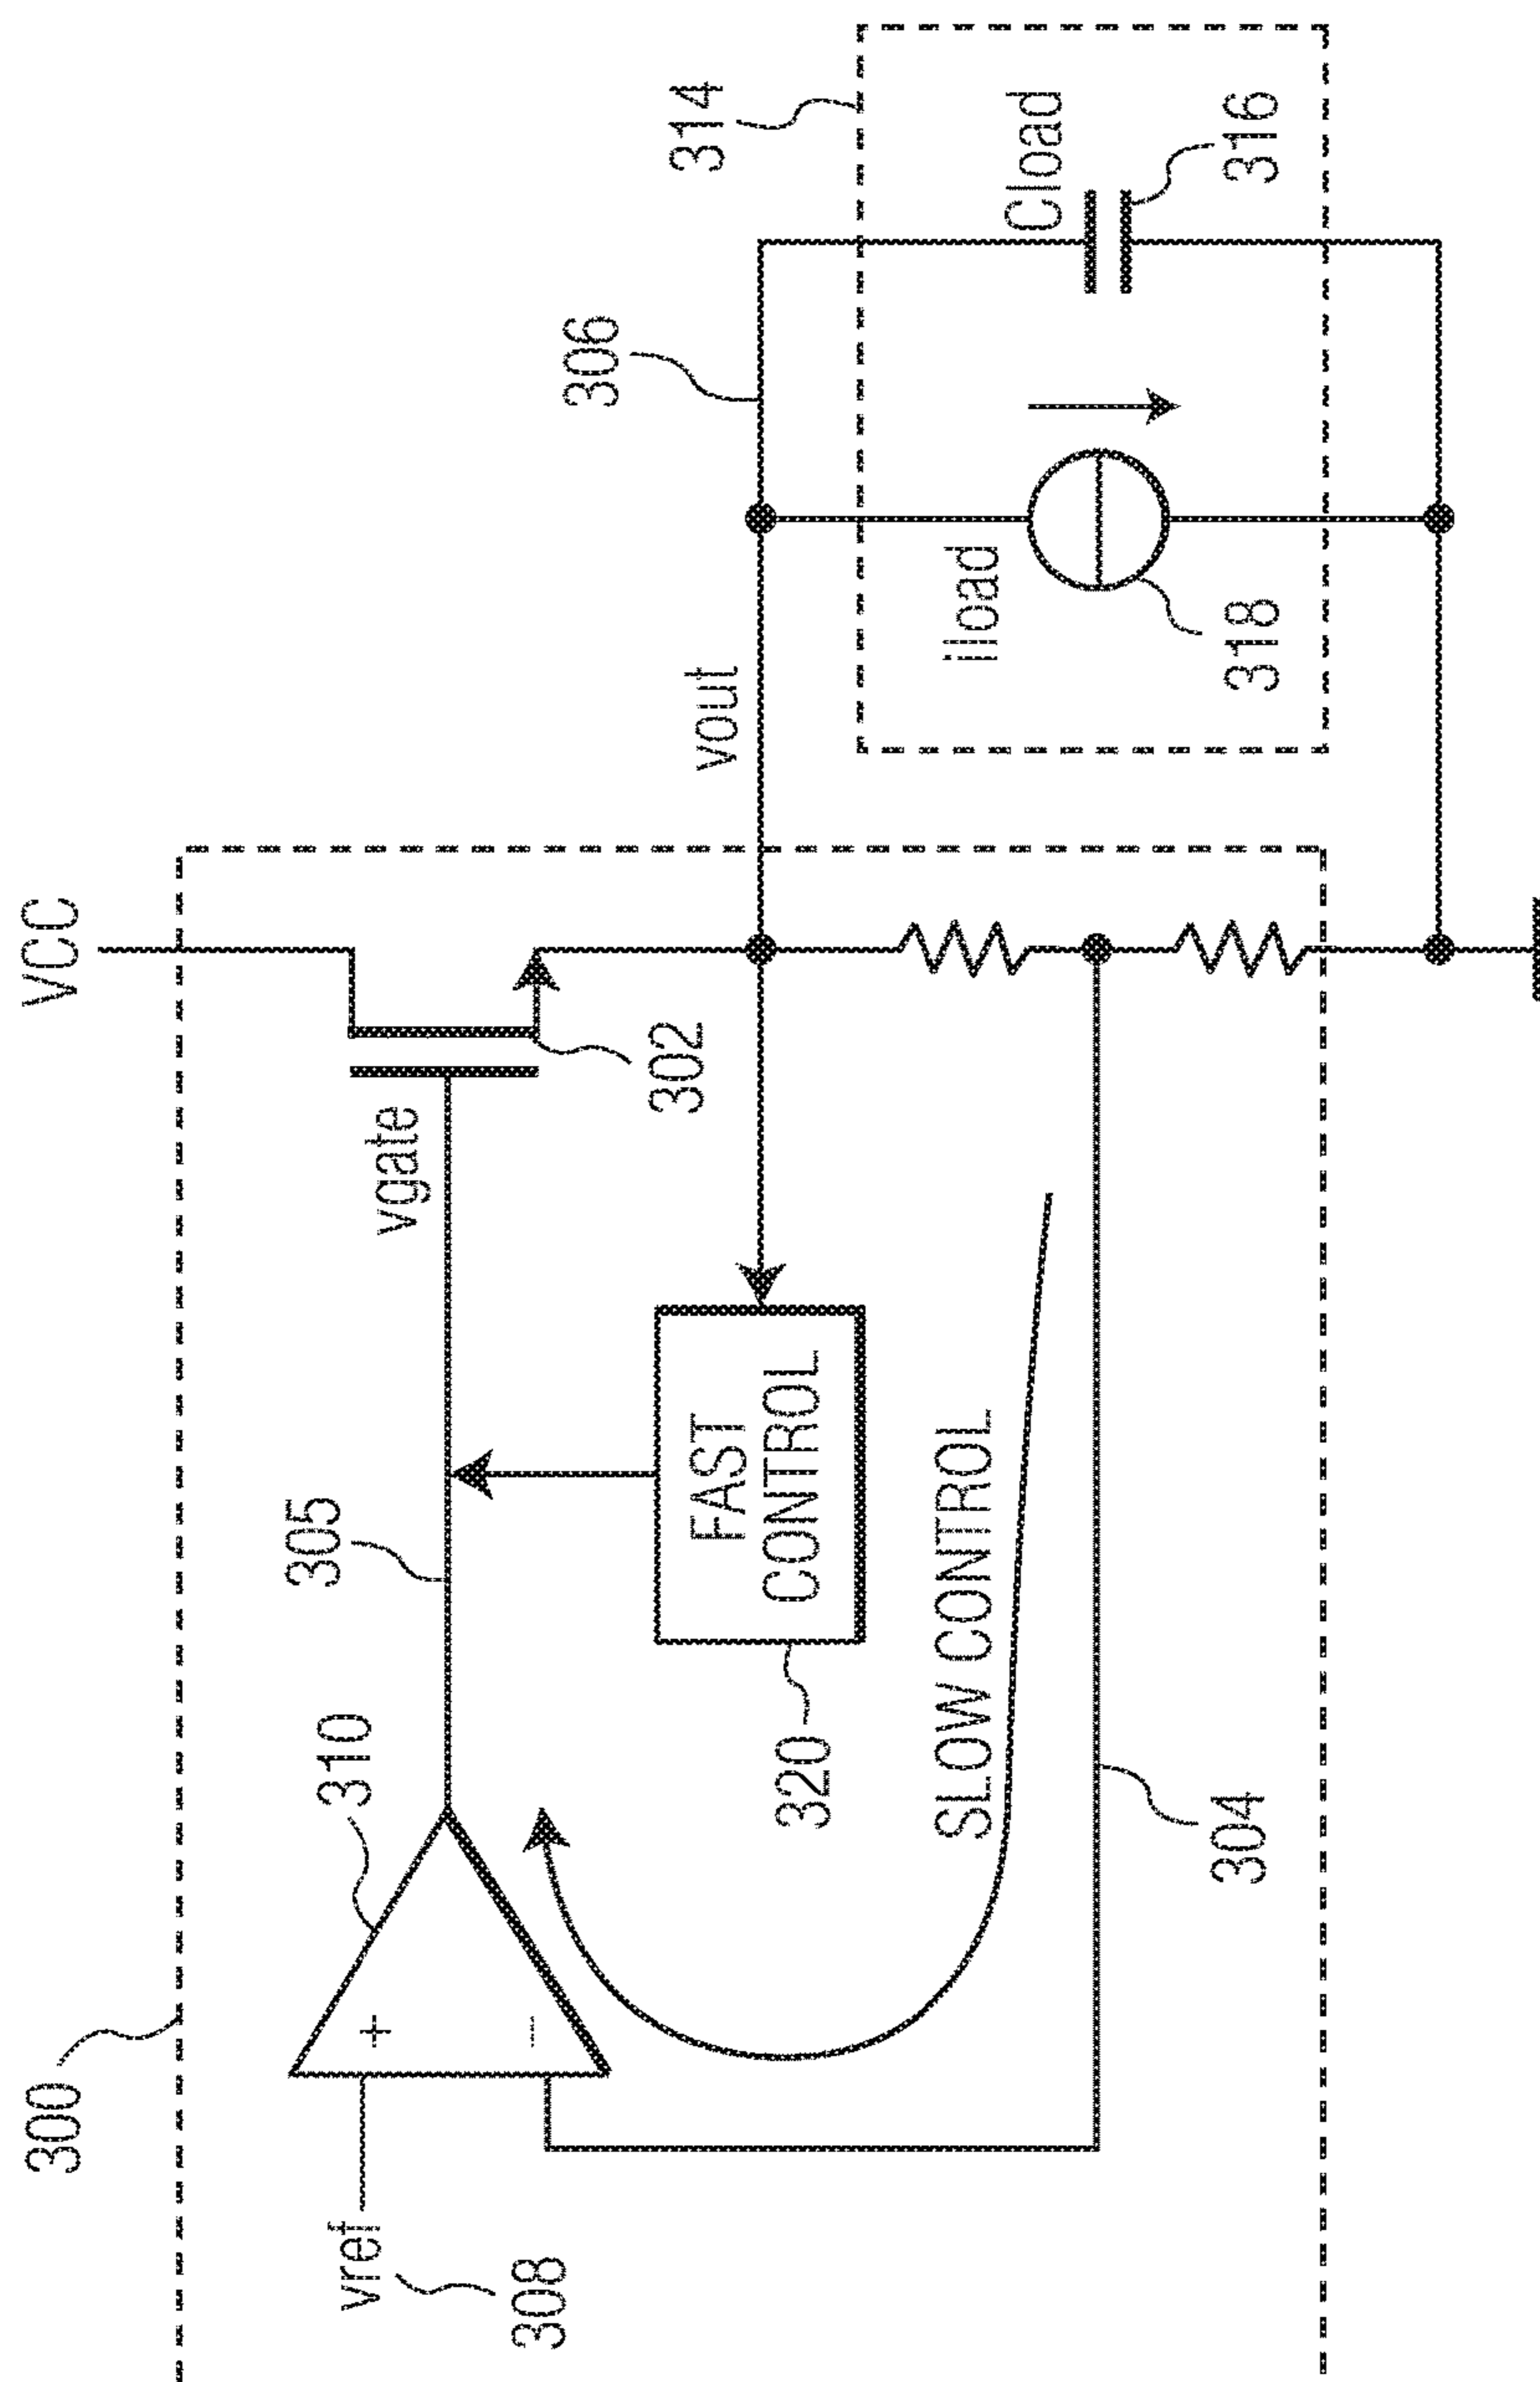 300
VCC
314
310
305
vgate
302
306
Cload
316
vref
308
FAST
CONTROL
320
vout
iload
318
SLOW CONTROL
304
+
−